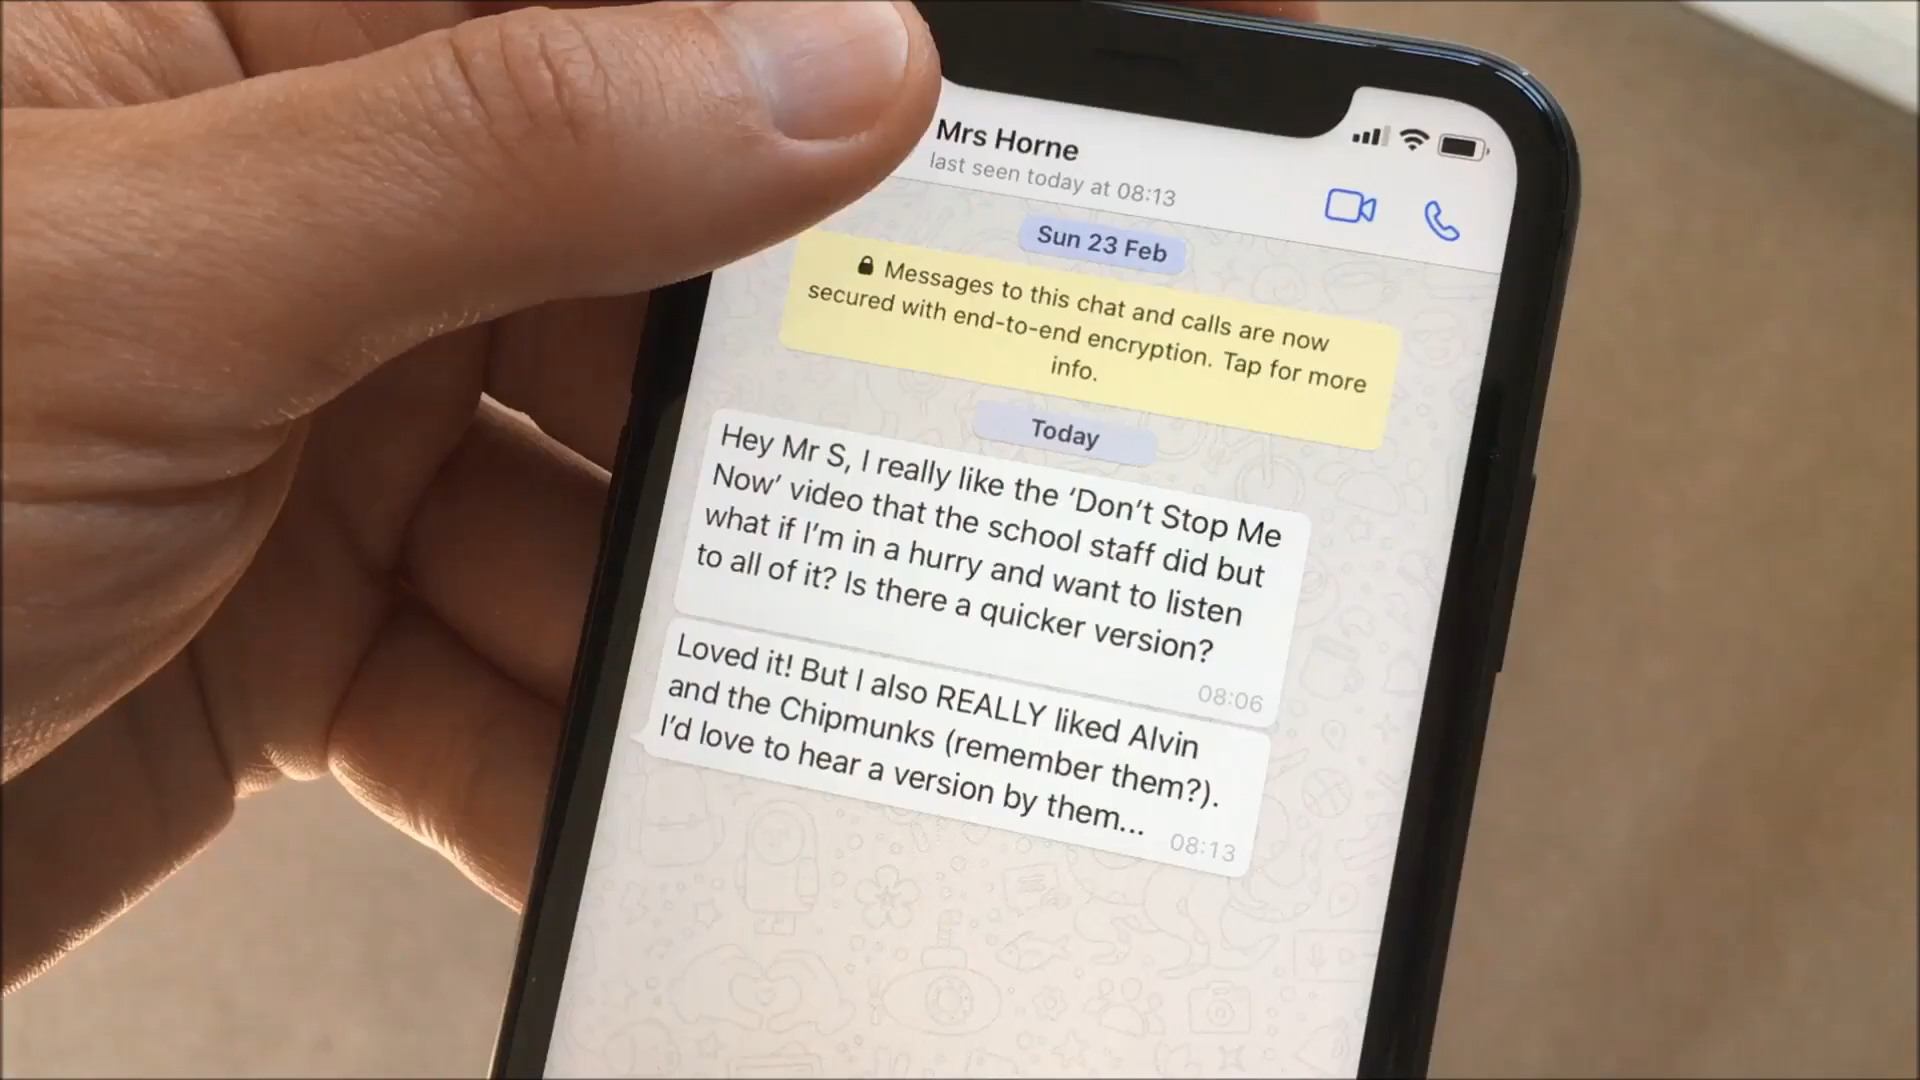 Mrs Horne
last seen today at 08:13
Sun 23 Feb
Messages to this chat and calls are now
secured with end-to-end encryption. Tap for more
info.
Today
Hey Mr S, I really like the ‘Don’t Stop Me
Now’ video that the school staff did but
what if I’m in a hurry and want to listen
to all of it? Is there a quicker version?
08:06
Loved it! But I also REALLY liked Alvin
and the Chipmunks (remember them?).
I’d love to hear a version by them...
08:13